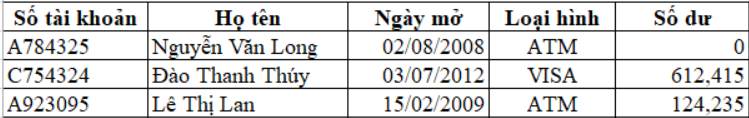 Số tài khoản Họ tên Ngày mở Loại hình Số dư
A784325 Nguyễn Văn Long 02/08/2008 ATM 0
C754324 Đào Thanh Thúy 03/07/2012 VISA 612,415
A923095 Lê Thị Lan 15/02/2009 ATM 124,235